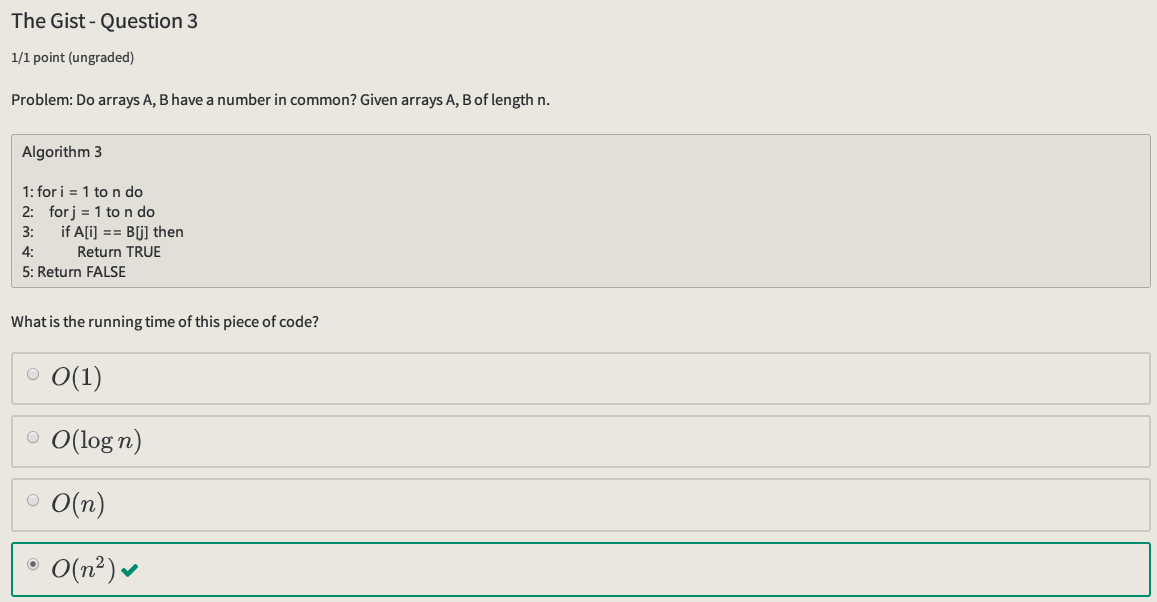 The Gist - Question 3
1/1 point (ungraded)
Problem: Do arrays A, B have a number in common? Given arrays A, B of length n.
Algorithm 3
1: for i = 1 to n do
2:    for j = 1 to n do
3:       if A[i] == B[j] then
4:          Return TRUE
5: Return FALSE
What is the running time of this piece of code?
O(1)
O(log n)
O(n)
O(n²)